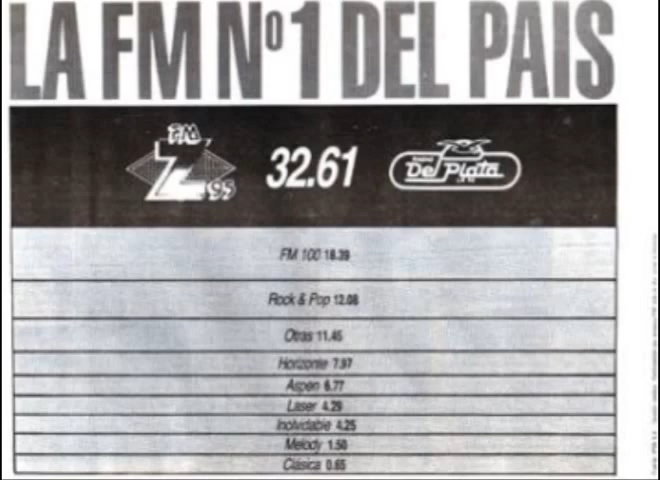 LA FM Nº1 DEL PAIS
FM Z 95 32.61 Del Plata
FM 100 18.39
Rock & Pop 12.08
Otras 11.45
Horizonte 7.97
Aspen 6.77
Laser 4.29
Inolvidable 4.25
Melody 1.50
Clásica 0.65